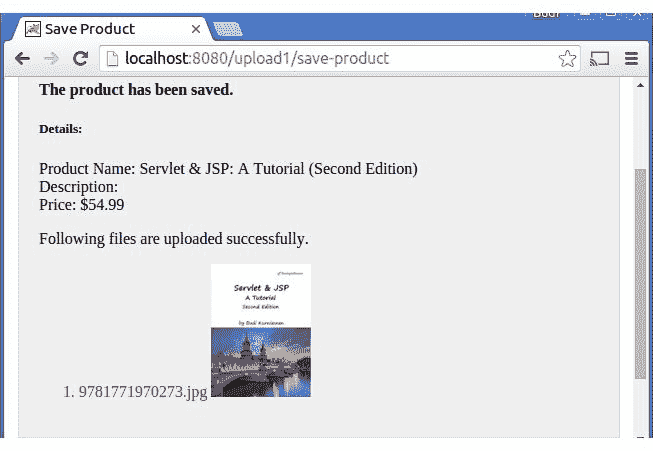 Save Product
localhost:8080/upload1/save-product
The product has been saved.
Details:
Product Name: Servlet & JSP: A Tutorial (Second Edition)
Description:
Price: $54.99
Following files are uploaded successfully.
Servlet & JSP
A Tutorial
Second Edition
by Budi Kurniawan
1. 9781771970273.jpg